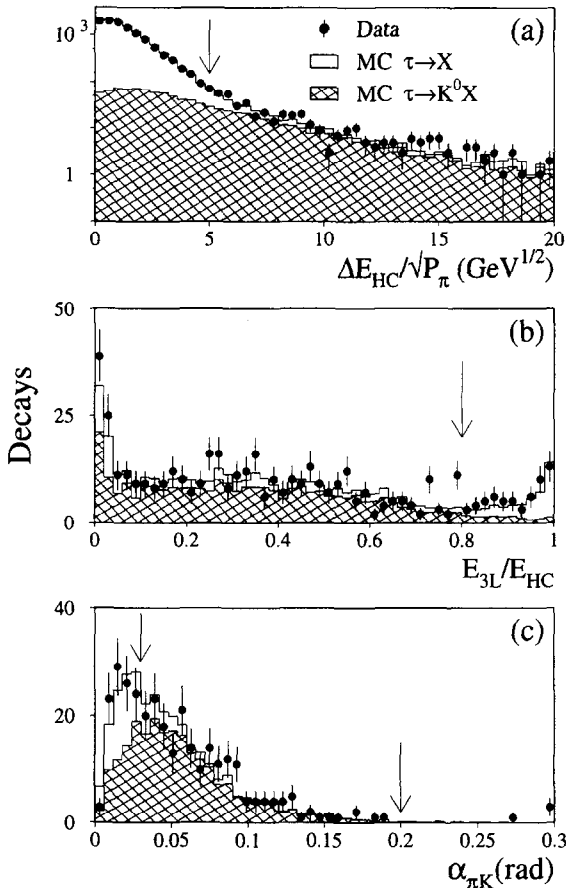 10³
1
(a)
Data
MC τ→X
MC τ→K⁰X
0 5 10 15 20
ΔE_HC/√P_π (GeV^1/2)
Decays
50
25
0
(b)
0 0.2 0.4 0.6 0.8 1
E_3L/E_HC
40
20
0
(c)
0 0.05 0.1 0.15 0.2 0.25 0.3
α_πK(rad)